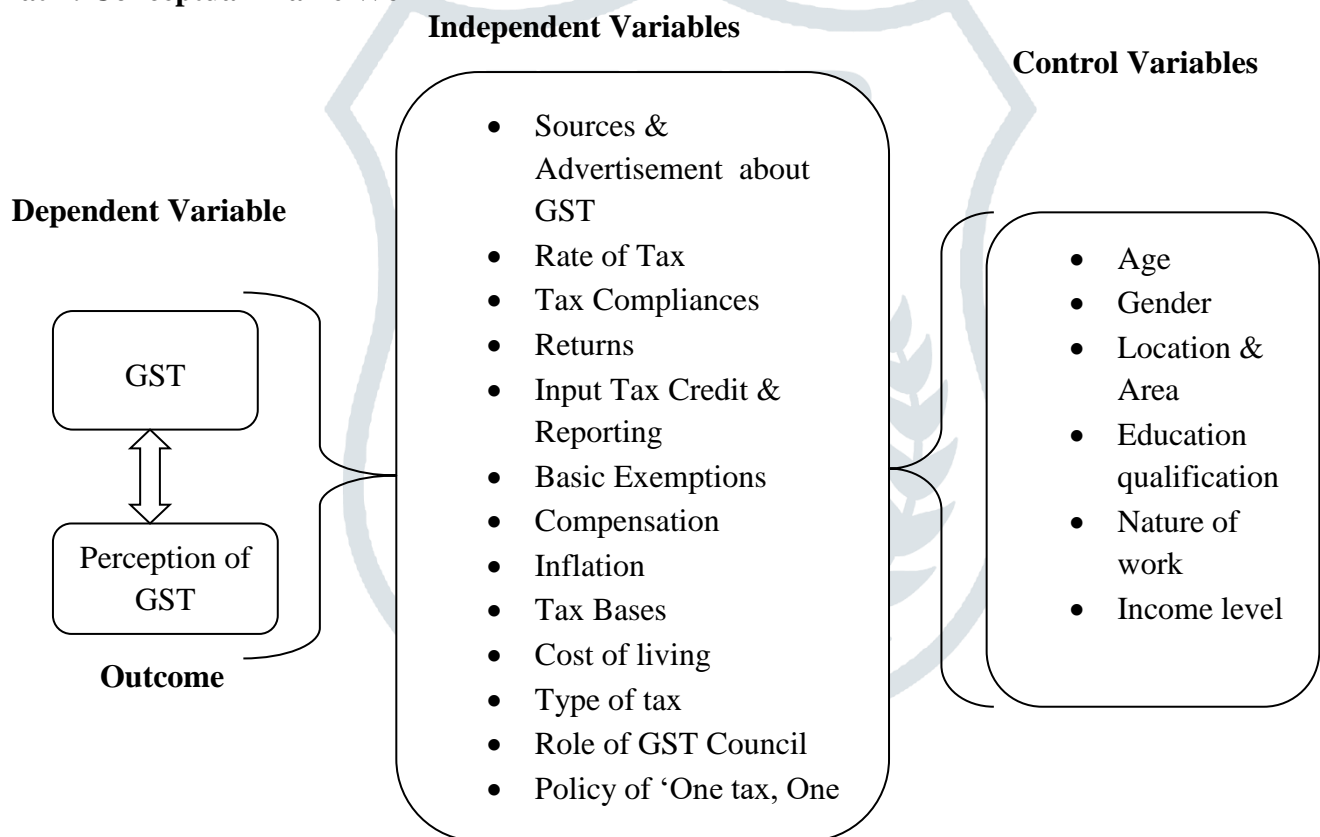 Independent Variables
Control Variables
Dependent Variable
GST
Perception of
GST
Outcome
• Sources &
Advertisement about
GST
• Rate of Tax
• Tax Compliances
• Returns
• Input Tax Credit &
Reporting
• Basic Exemptions
• Compensation
• Inflation
• Tax Bases
• Cost of living
• Type of tax
• Role of GST Council
• Policy of ‘One tax, One
• Age
• Gender
• Location &
Area
• Education
qualification
• Nature of
work
• Income level